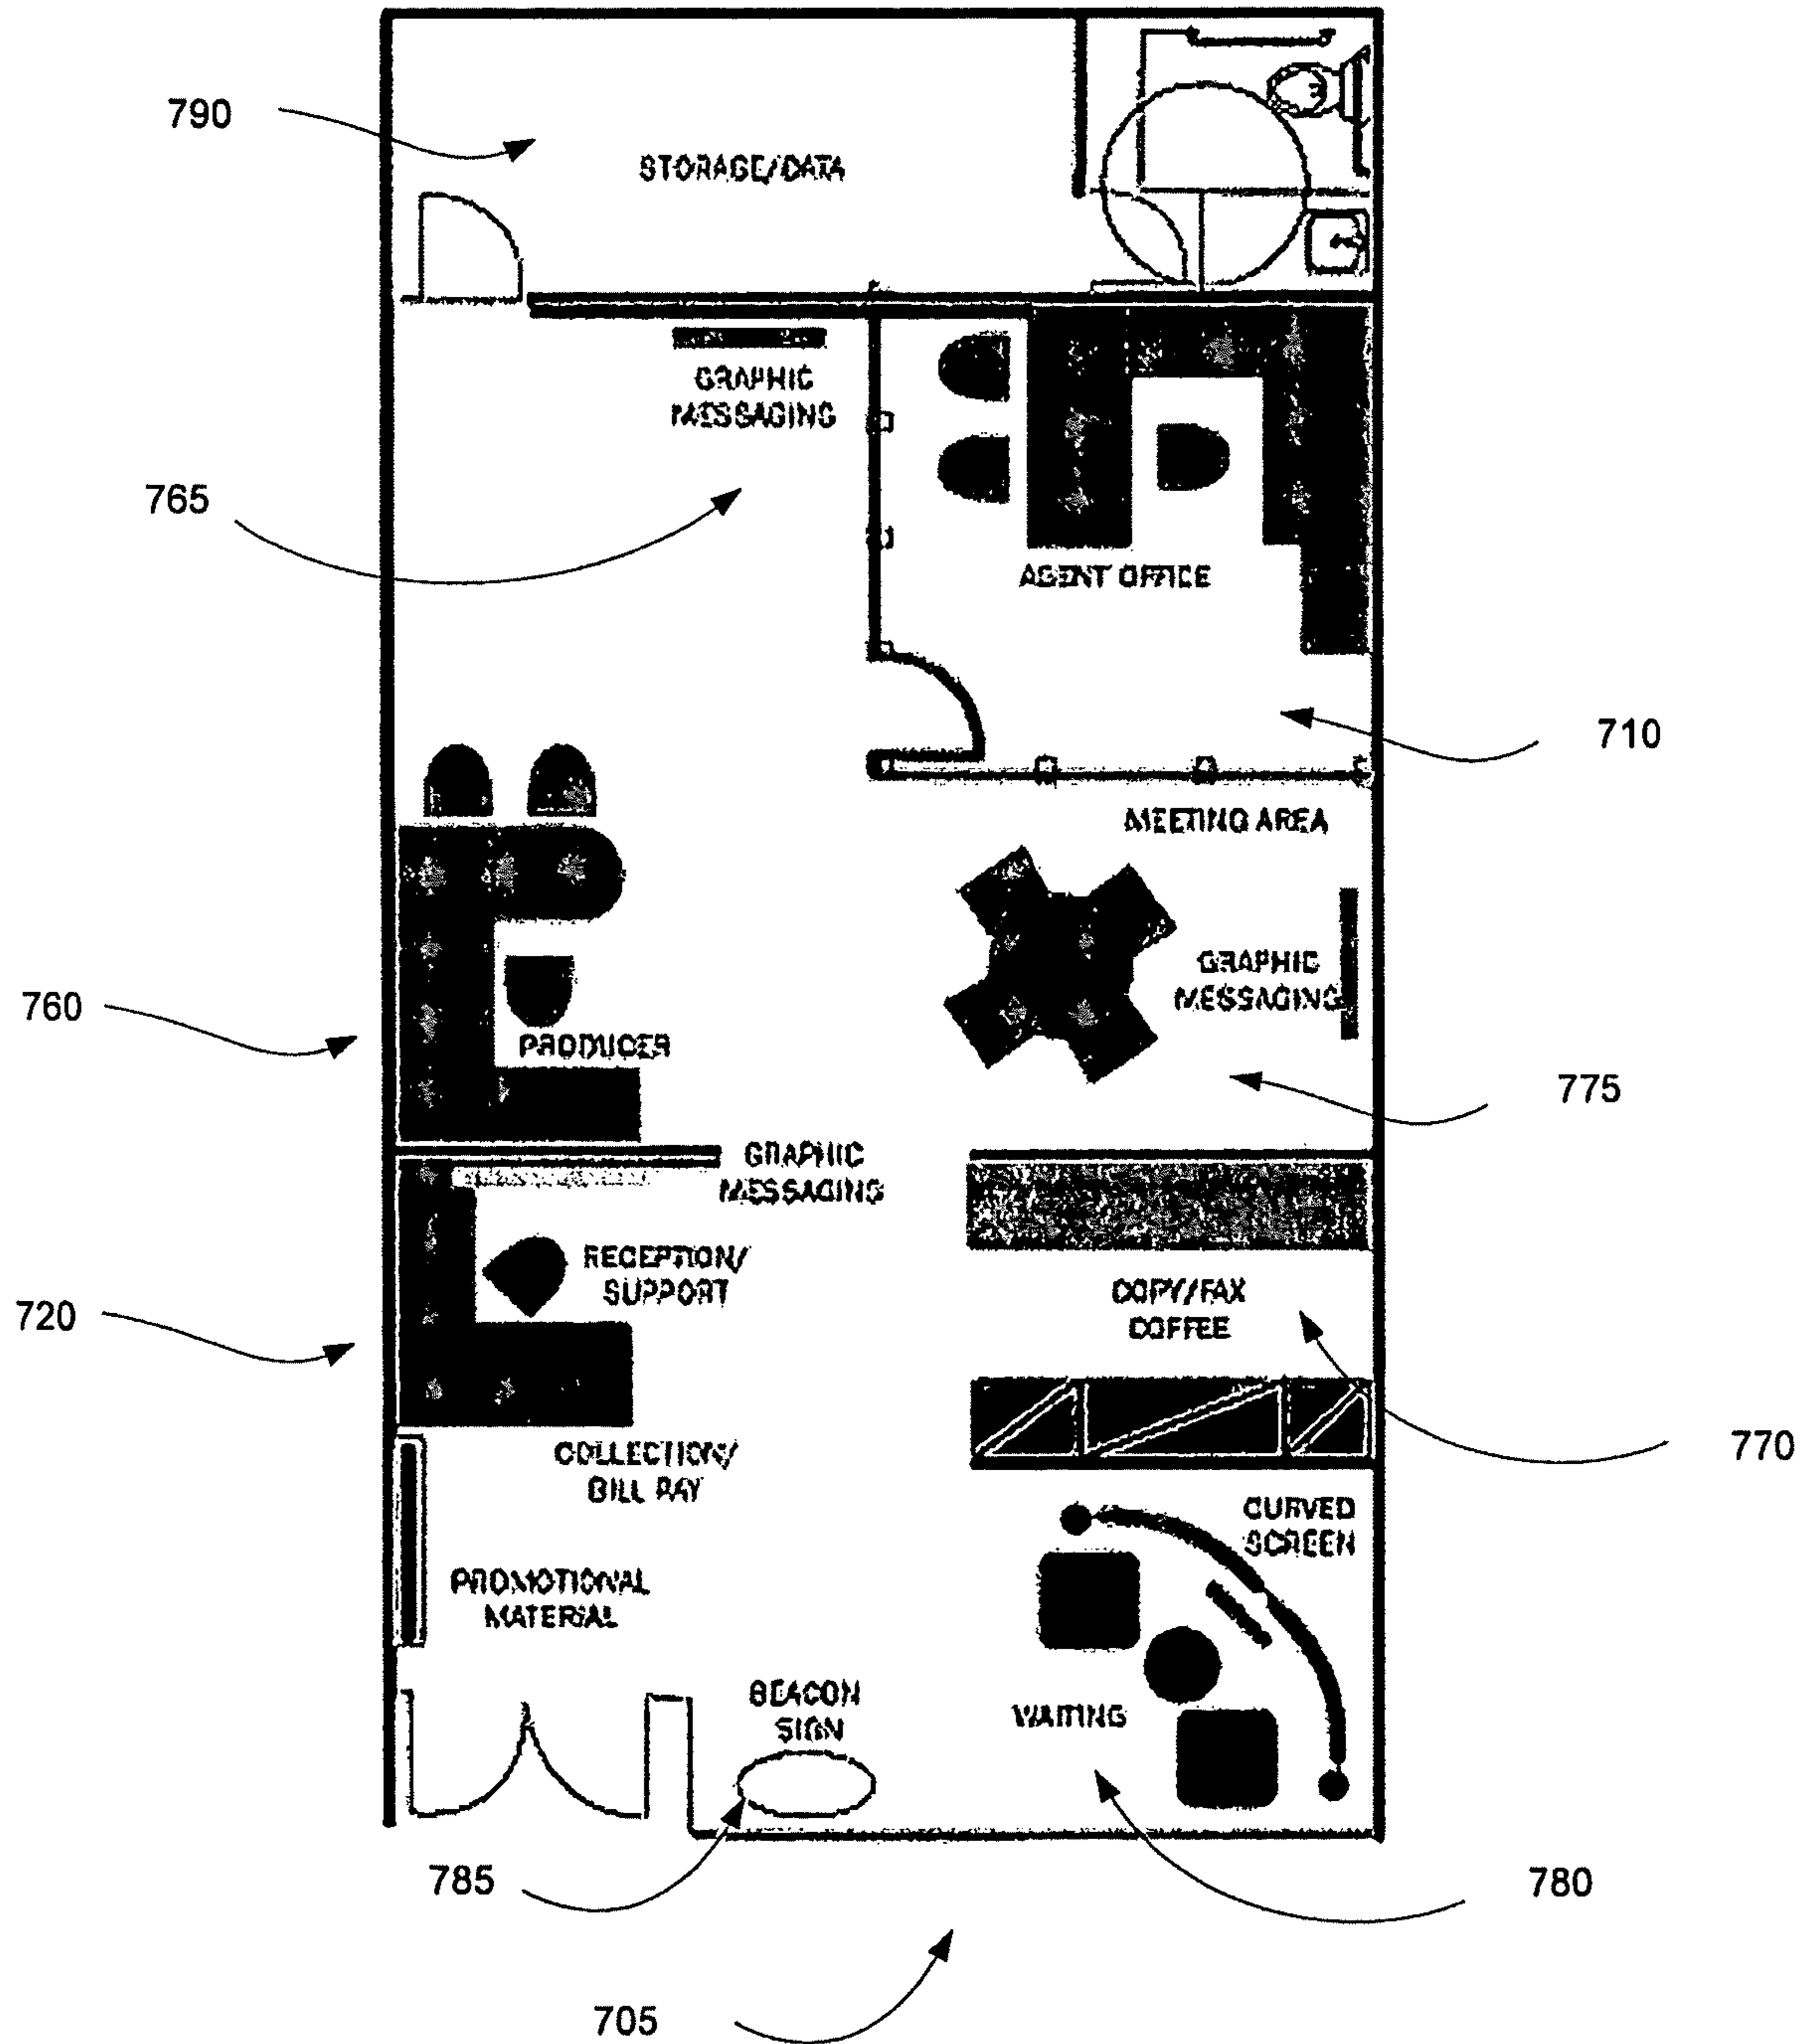 790
STORAGE/DATA
GRAPHIC
MESSAGING
765
AGENT OFFICE
710
MEETING AREA
GRAPHIC
MESSAGING
760
PRODUCER
775
GRAPHIC
MESSAGING
RECEPTION/
SUPPORT
720
COPY/FAX
COFFEE
770
COLLECTION/
BILL PAY
CURVED
SCREEN
PROMOTIONAL
MATERIAL
BEACON
SIGN
WAITING
785
780
705